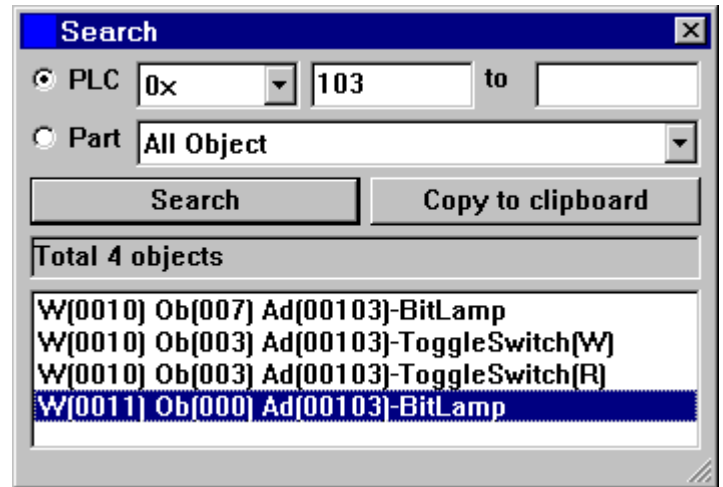 Search
PLC 0x 103 to
Part All Object
Search Copy to clipboard
Total 4 objects
W(0010) Ob(007) Ad(00103)-BitLamp
W(0010) Ob(003) Ad(00103)-ToggleSwitch(W)
W(0010) Ob(003) Ad(00103)-ToggleSwitch(R)
W(0011) Ob(000) Ad(00103)-BitLamp